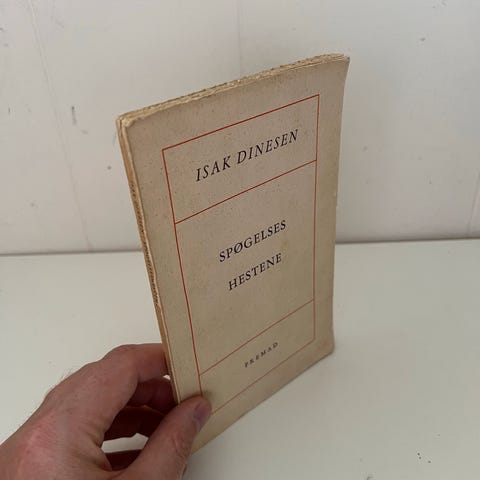 ISAK DINESEN
SPØGELSES
HESTENE
FREMAD